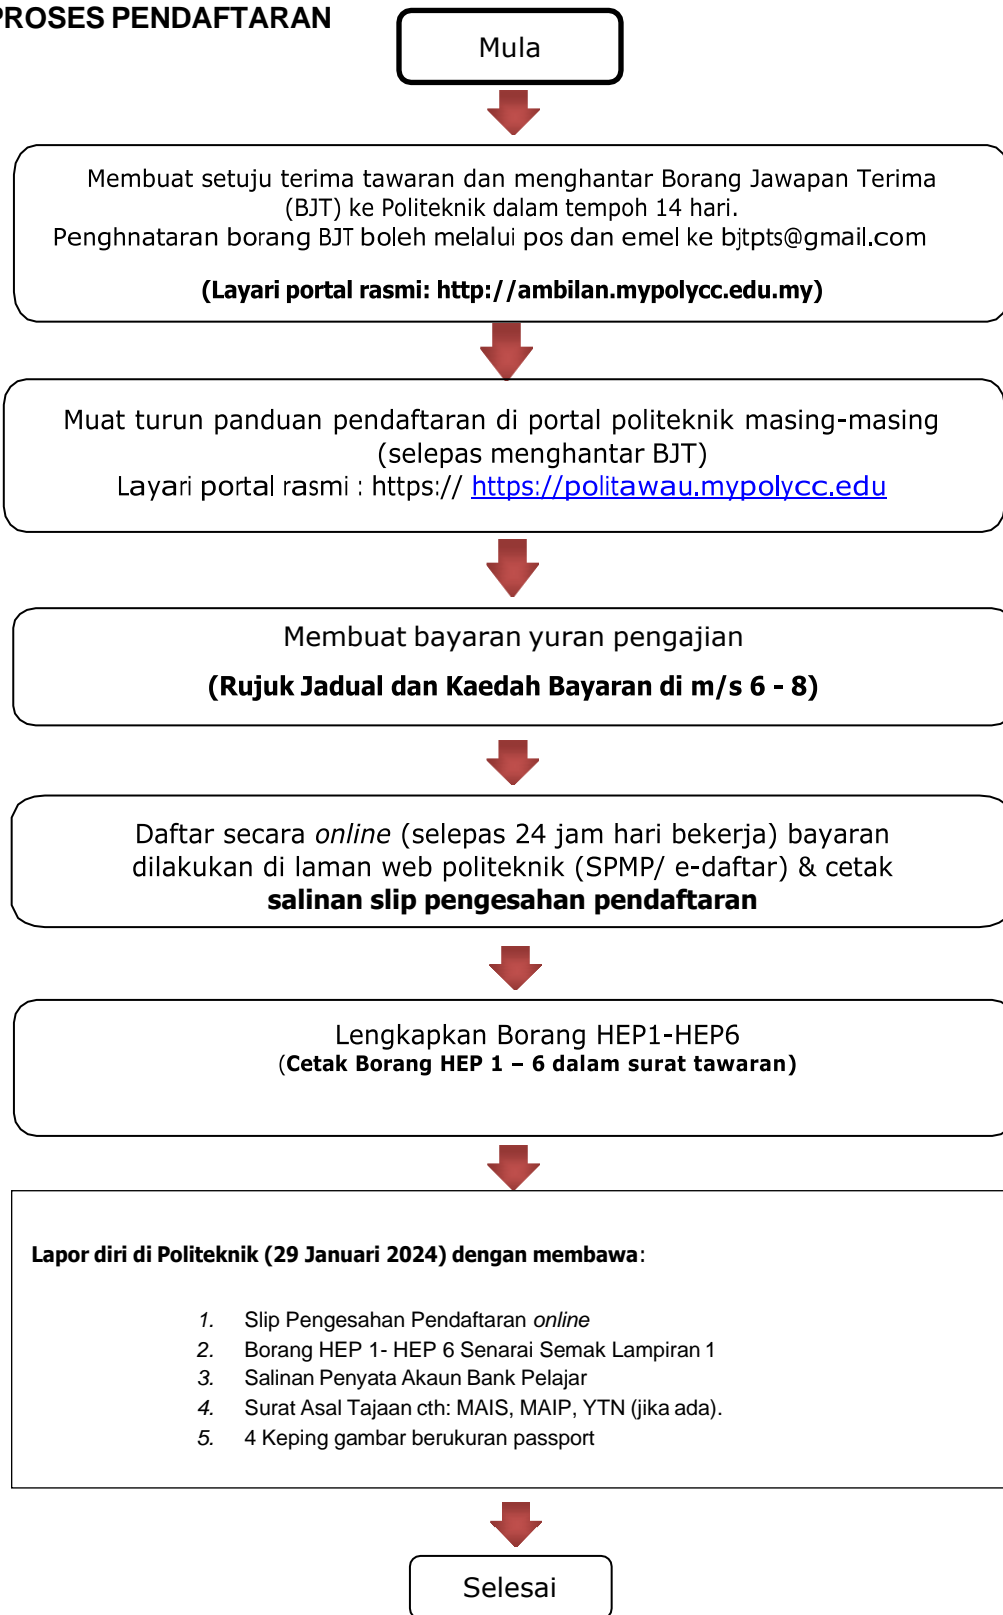 PROSES PENDAFTARAN
Mula
Membuat setuju terima tawaran dan menghantar Borang Jawapan Terima
(BJT) ke Politeknik dalam tempoh 14 hari.
Penghnataran borang BJT boleh melalui pos dan emel ke bjtpts@gmail.com
(Layari portal rasmi: http://ambilan.mypolycc.edu.my)
Muat turun panduan pendaftaran di portal politeknik masing-masing
(selepas menghantar BJT)
Layari portal rasmi : https:// https://politawau.mypolycc.edu
Membuat bayaran yuran pengajian
(Rujuk Jadual dan Kaedah Bayaran di m/s 6 - 8)
Daftar secara online (selepas 24 jam hari bekerja) bayaran
dilakukan di laman web politeknik (SPMP/ e-daftar) & cetak
salinan slip pengesahan pendaftaran
Lengkapkan Borang HEP1-HEP6
(Cetak Borang HEP 1 – 6 dalam surat tawaran)
Lapor diri di Politeknik (29 Januari 2024) dengan membawa:
1. Slip Pengesahan Pendaftaran online
2. Borang HEP 1- HEP 6 Senarai Semak Lampiran 1
3. Salinan Penyata Akaun Bank Pelajar
4. Surat Asal Tajaan cth: MAIS, MAIP, YTN (jika ada).
5. 4 Keping gambar berukuran passport
Selesai